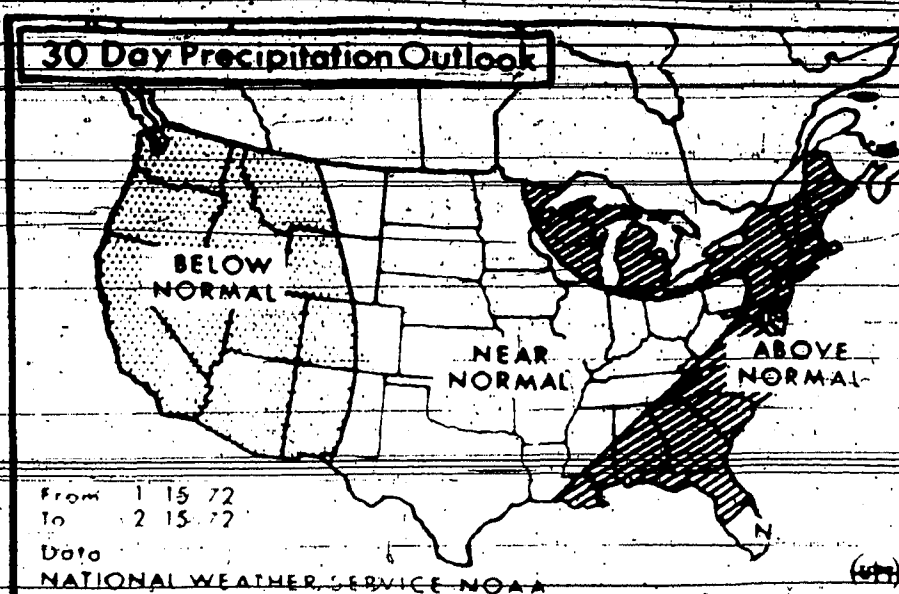 30 Day Precipitation Outlook
BELOW
NORMAL
NEAR
NORMAL
ABOVE
NORMAL
N
From 1 15 72
To 2 15 72
Data
NATIONAL WEATHER SERVICE NOAA
(UPI)